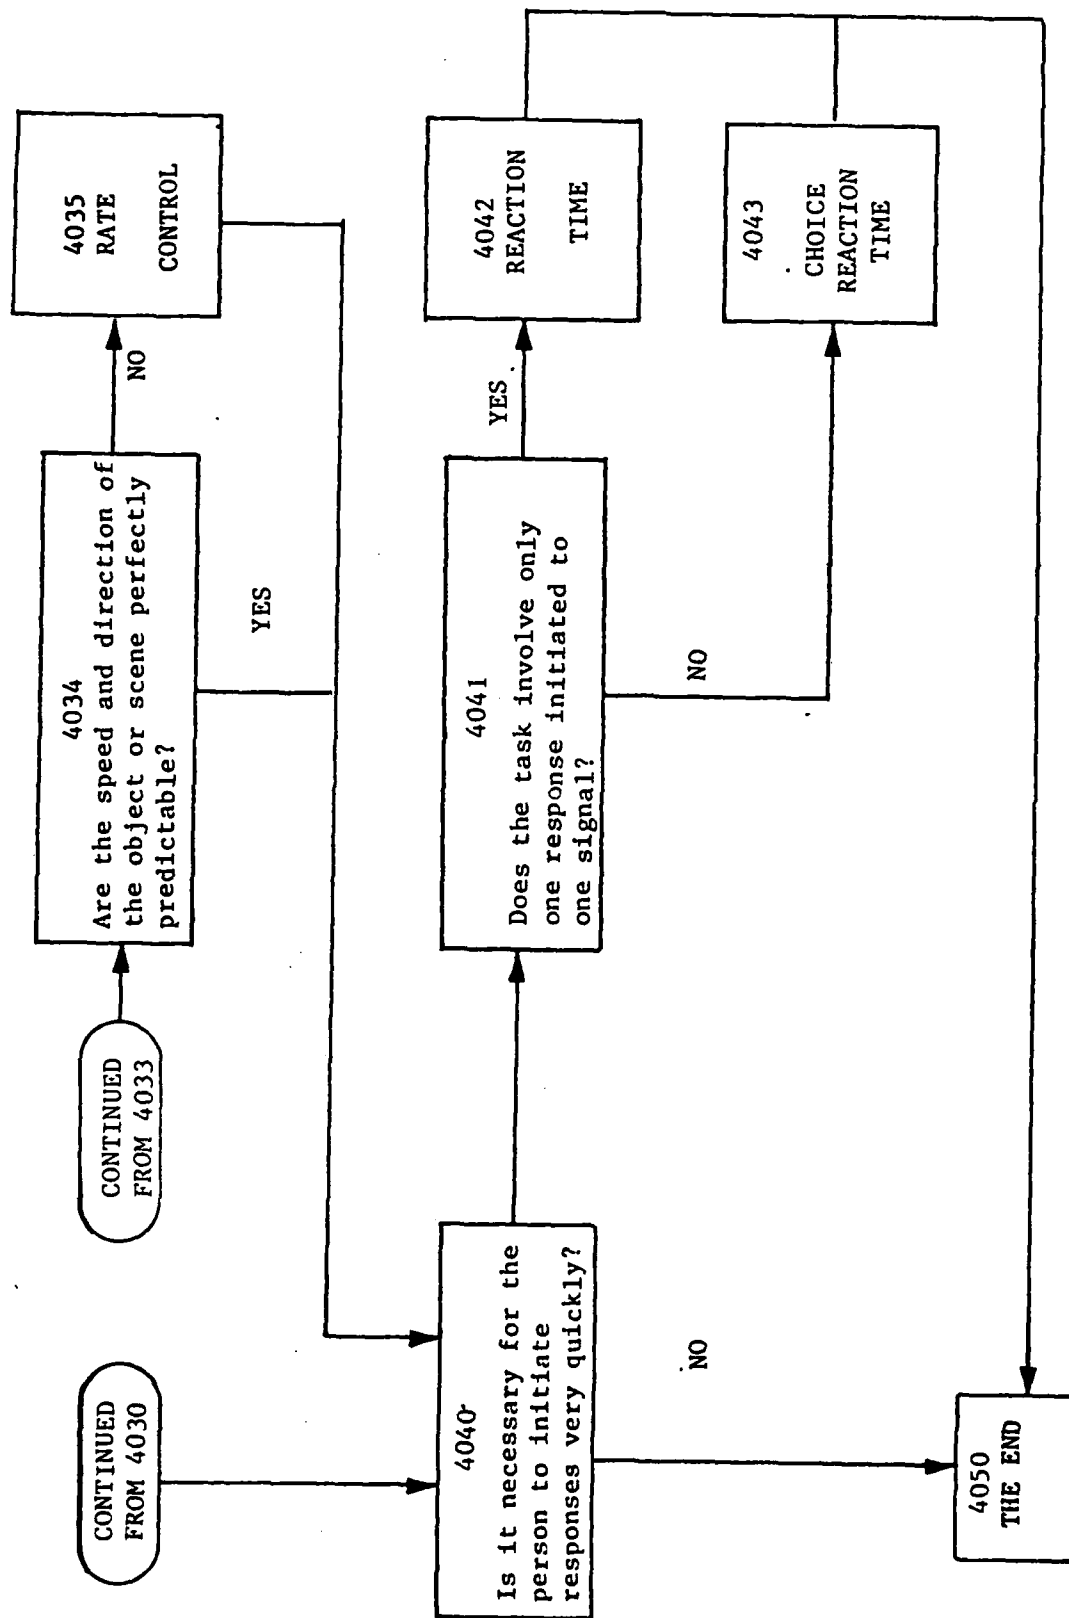 CONTINUED
FROM 4030
CONTINUED
FROM 4033
4034
Are the speed and direction of
the object or scene perfectly
predictable?
NO
YES
4035
RATE
CONTROL
4040
Is it necessary for the
person to initiate
responses very quickly?
NO
4041
Does the task involve only
one response initiated to
one signal?
YES
NO
4042
REACTION
TIME
4043
CHOICE
REACTION
TIME
4050
THE END